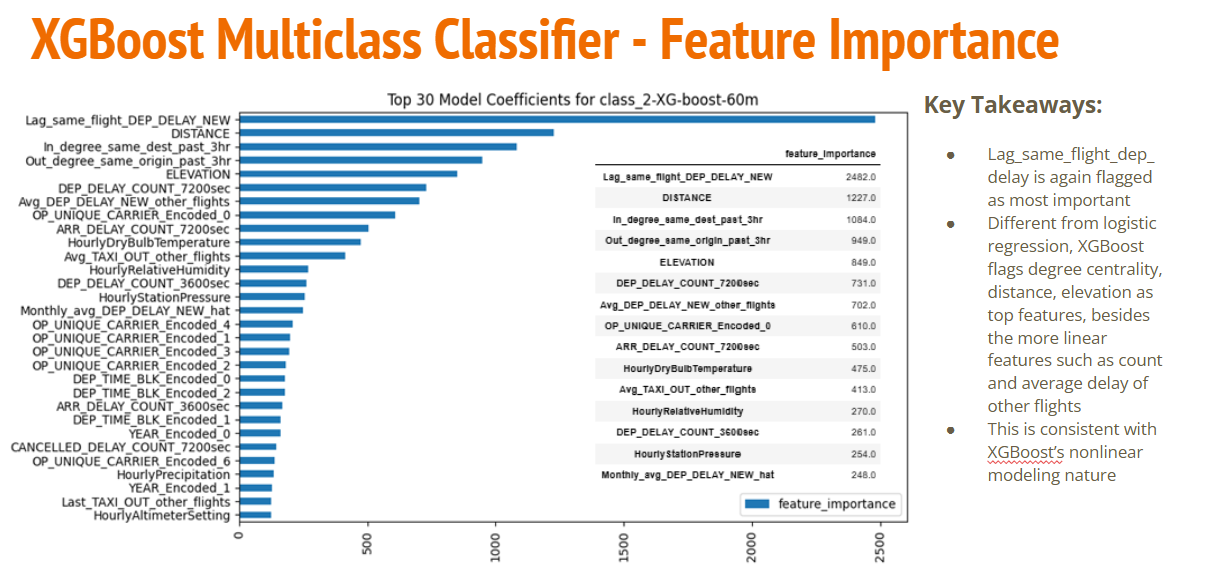 XGBoost Multiclass Classifier - Feature Importance
Top 30 Model Coefficients for class_2-XG-boost-60m
Lag_same_flight_DEP_DELAY_NEW
DISTANCE
In_degree_same_dest_past_3hr
Out_degree_same_origin_past_3hr
ELEVATION
DEP_DELAY_COUNT_7200sec
Avg_DEP_DELAY_NEW_other_flights
OP_UNIQUE_CARRIER_Encoded_0
ARR_DELAY_COUNT_7200sec
HourlyDryBulbTemperature
Avg_TAXI_OUT_other_flights
HourlyRelativeHumidity
DEP_DELAY_COUNT_3600sec
HourlyStationPressure
Monthly_avg_DEP_DELAY_NEW_hat
OP_UNIQUE_CARRIER_Encoded_4
OP_UNIQUE_CARRIER_Encoded_1
OP_UNIQUE_CARRIER_Encoded_3
OP_UNIQUE_CARRIER_Encoded_2
DEP_TIME_BLK_Encoded_0
DEP_TIME_BLK_Encoded_2
ARR_DELAY_COUNT_3600sec
DEP_TIME_BLK_Encoded_1
YEAR_Encoded_0
CANCELLED_DELAY_COUNT_7200sec
OP_UNIQUE_CARRIER_Encoded_6
HourlyPrecipitation
YEAR_Encoded_1
Last_TAXI_OUT_other_flights
HourlyAltimeterSetting
0 500 1000 1500 2000 2500
feature_importance
Lag_same_flight_DEP_DELAY_NEW 2482.0
DISTANCE 1227.0
In_degree_same_dest_past_3hr 1084.0
Out_degree_same_origin_past_3hr 949.0
ELEVATION 849.0
DEP_DELAY_COUNT_7200sec 731.0
Avg_DEP_DELAY_NEW_other_flights 702.0
OP_UNIQUE_CARRIER_Encoded_0 610.0
ARR_DELAY_COUNT_7200sec 503.0
HourlyDryBulbTemperature 475.0
Avg_TAXI_OUT_other_flights 413.0
HourlyRelativeHumidity 270.0
DEP_DELAY_COUNT_3600sec 261.0
HourlyStationPressure 254.0
Monthly_avg_DEP_DELAY_NEW_hat 248.0
feature_importance
Key Takeaways:
● Lag_same_flight_dep_
delay is again flagged
as most important
● Different from logistic
regression, XGBoost
flags degree centrality,
distance, elevation as
top features, besides
the more linear
features such as count
and average delay of
other flights
● This is consistent with
XGBoost’s nonlinear
modeling nature